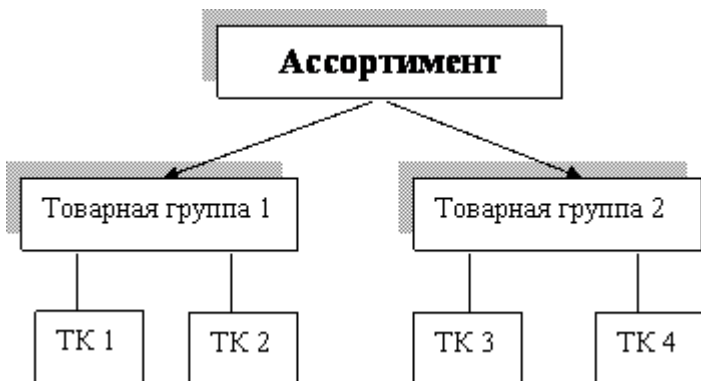 Ассортимент
Товарная группа 1
Товарная группа 2
ТК 1
ТК 2
ТК 3
ТК 4